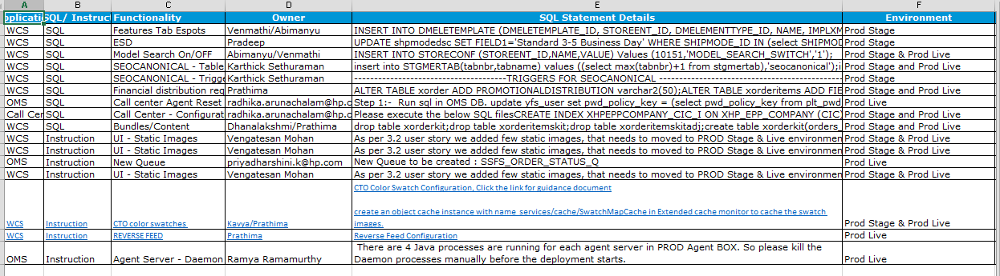 A B C D E F
pplicati SQL/ Instruct Functionality Owner SQL Statement Details Environment
WCS SQL Features Tab Espots Venmathi/Abimanyu INSERT INTO DMELETEMPLATE (DMELETEMPLATE_ID, STOREENT_ID, DMELEMENTTYPE_ID, NAME, IMPLXM Prod Stage
WCS SQL ESD Pradeep UPDATE shpmodedsc SET FIELD1='Standard 3-5 Business Day' WHERE SHIPMODE_ID IN (select SHIPMOD Prod Stage
WCS SQL Model Search On/OFF Abimanyu/Venmathi INSERT INTO STORECONF (STOREENT_ID,NAME,VALUE) Values (10151,'MODEL_SEARCH_SWITCH','1'); Prod Stage & Prod Live
WCS SQL SEOCANONICAL - Table Karthick Sethuraman insert into STGMERTAB(tabnbr,tabname) values ((select max(tabnbr)+1 from stgmertab),'seocanonical');i Prod Stage and Prod Live
WCS SQL SEOCANONICAL - Trigge Karthick Sethuraman --------------------------------------TRIGGERS FOR SEOCANONICAL -------------------------------------------------- Prod Stage
WCS SQL Financial distribution req Prathima ALTER TABLE xorder ADD PROMOTIONALDISTRIBUTION varchar2(50);ALTER TABLE xorderitems ADD FIE Prod Stage and Prod Live
OMS SQL Call center Agent Reset radhika.arunachalam@hp.c Step 1:- Run sql in OMS DB. update yfs_user set pwd_policy_key = (select pwd_policy_key from plt_pwd Prod Live
Call Cen SQL Call Center - Configurat radhika.arunachalam@hp.c Please execute the below SQL filesCREATE INDEX XHPEPPCOMPANY_CIC_I ON XHP_EPP_COMPANY (CIC) Prod Stage and Prod Live
WCS SQL Bundles/Content Dhanalakshmi/Prathima drop table xorderkit;drop table xorderitemskit;drop table xorderitemskitadj;create table xorderkit(orders_ Prod Stage and Prod Live
WCS Instruction UI - Static Images Vengatesan Mohan As per 3.2 user story we added few static images, that needs to moved to PROD Stage & Live environmen Prod Stage & Prod Live
WCS Instruction UI - Static Images Vengatesan Mohan As per 3.2 user story we added few static images, that needs to moved to PROD Stage & Live environmen Prod Stage & Prod Live
OMS Instruction New Queue priyadharshini.k@hp.com New Queue to be created : SSFS_ORDER_STATUS_Q Prod Live
WCS Instruction UI - Static Images Vengatesan Mohan As per 3.2 user story we added few static images, that needs to moved to PROD Stage & Live environmen Prod Stage & Prod Live
CTO Color Swatch Configuration, Click the link for guidance document
create an object cache instance with name services/cache/SwatchMapCache in Extended cache monitor to cache the swatch
WCS Instruction CTO color swatches Kavya/Prathima images. Prod Stage & Prod Live
WCS Instruction REVERSE FEED Prathima Reverse Feed Configuration Prod Live
There are 4 Java processes are running for each agent server in PROD Agent BOX. So please kill the
OMS Instruction Agent Server - Daemon Ramya Ramamurthy Daemon processes manually before the deployment starts. Prod Live